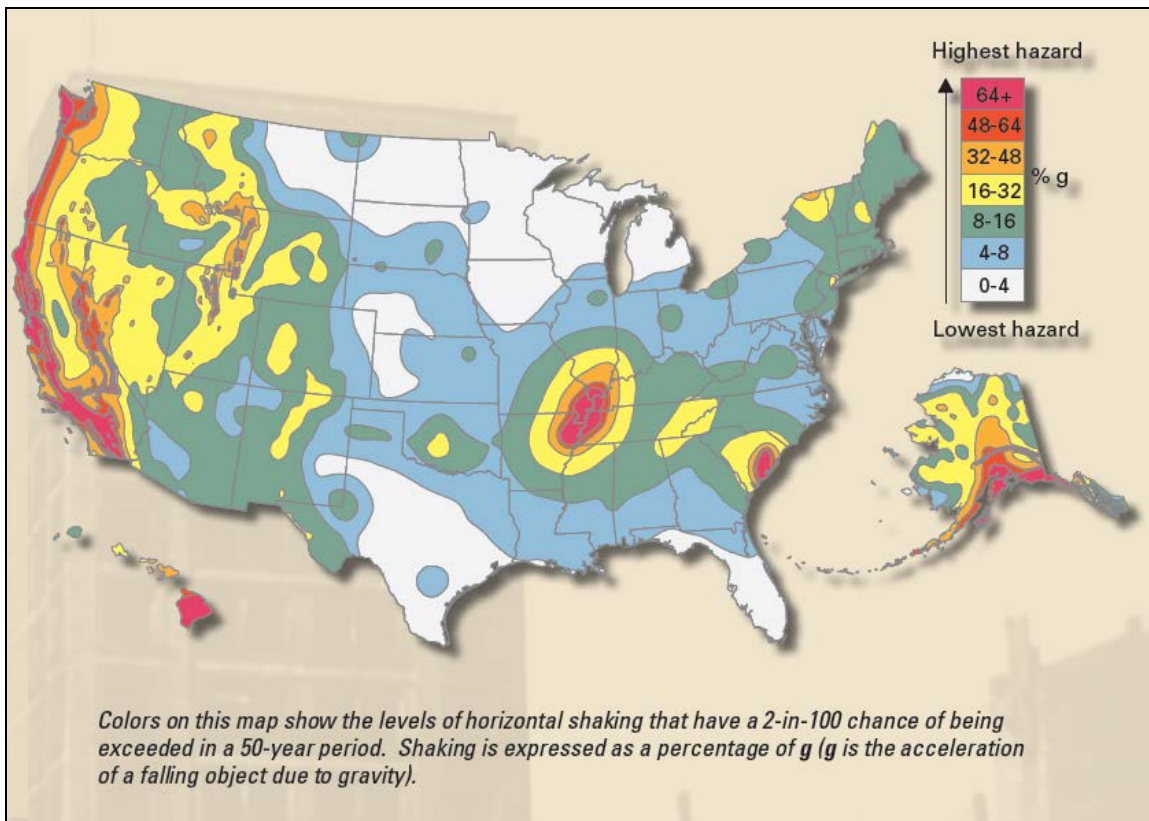 Highest hazard
64+
48-64
32-48
16-32
8-16
4-8
0-4
% g
Lowest hazard
Colors on this map show the levels of horizontal shaking that have a 2-in-100 chance of being
exceeded in a 50-year period. Shaking is expressed as a percentage of g (g is the acceleration
of a falling object due to gravity).